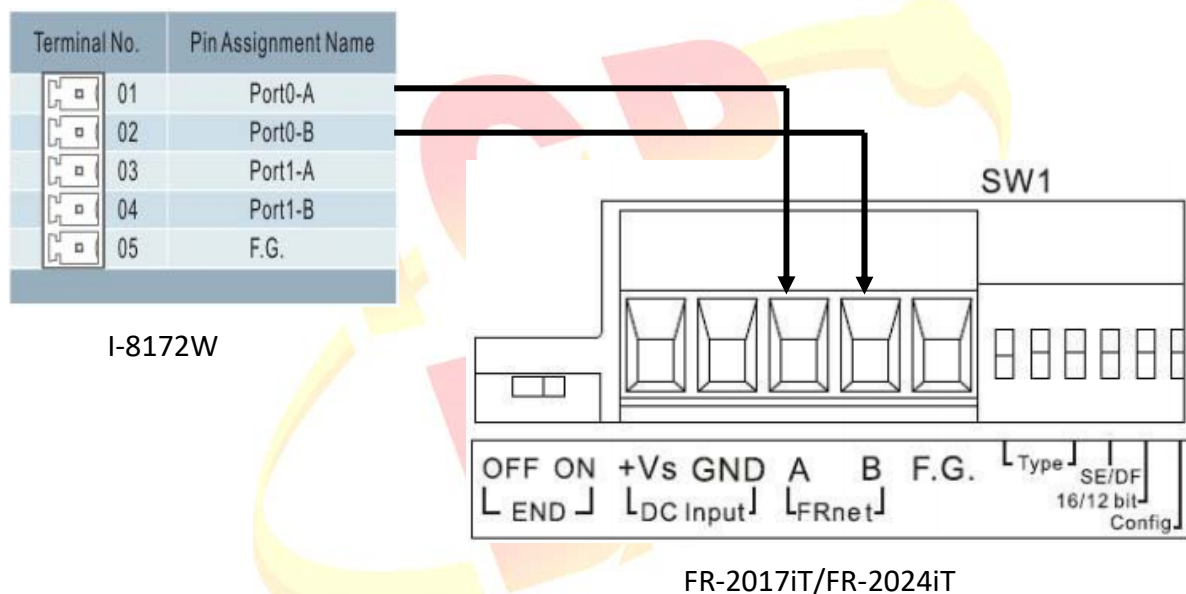 Terminal No. Pin Assignment Name
01 Port0-A
02 Port0-B
03 Port1-A
04 Port1-B
05 F.G.
I-8172W
SW1
OFF ON +Vs GND A B F.G. Type SE/DF
END DC Input FRnet 16/12 bit
Config
FR-2017iT/FR-2024iT